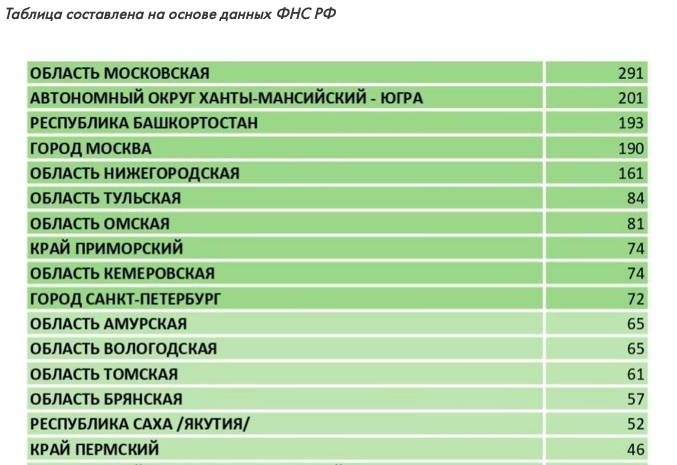 Таблица составлена на основе данных ФНС РФ
ОБЛАСТЬ МОСКОВСКАЯ 291
АВТОНОМНЫЙ ОКРУГ ХАНТЫ-МАНСИЙСКИЙ - ЮГРА 201
РЕСПУБЛИКА БАШКОРТОСТАН 193
ГОРОД МОСКВА 190
ОБЛАСТЬ НИЖЕГОРОДСКАЯ 161
ОБЛАСТЬ ТУЛЬСКАЯ 84
ОБЛАСТЬ ОМСКАЯ 81
КРАЙ ПРИМОРСКИЙ 74
ОБЛАСТЬ КЕМЕРОВСКАЯ 74
ГОРОД САНКТ-ПЕТЕРБУРГ 72
ОБЛАСТЬ АМУРСКАЯ 65
ОБЛАСТЬ ВОЛОГОДСКАЯ 65
ОБЛАСТЬ ТОМСКАЯ 61
ОБЛАСТЬ БРЯНСКАЯ 57
РЕСПУБЛИКА САХА /ЯКУТИЯ/ 52
КРАЙ ПЕРМСКИЙ 46